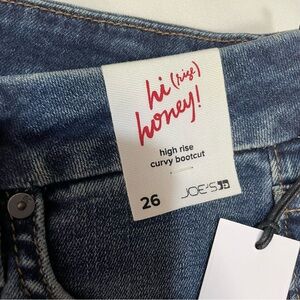 hi (rise)
honey!
high rise
curvy bootcut
26
JOE'S